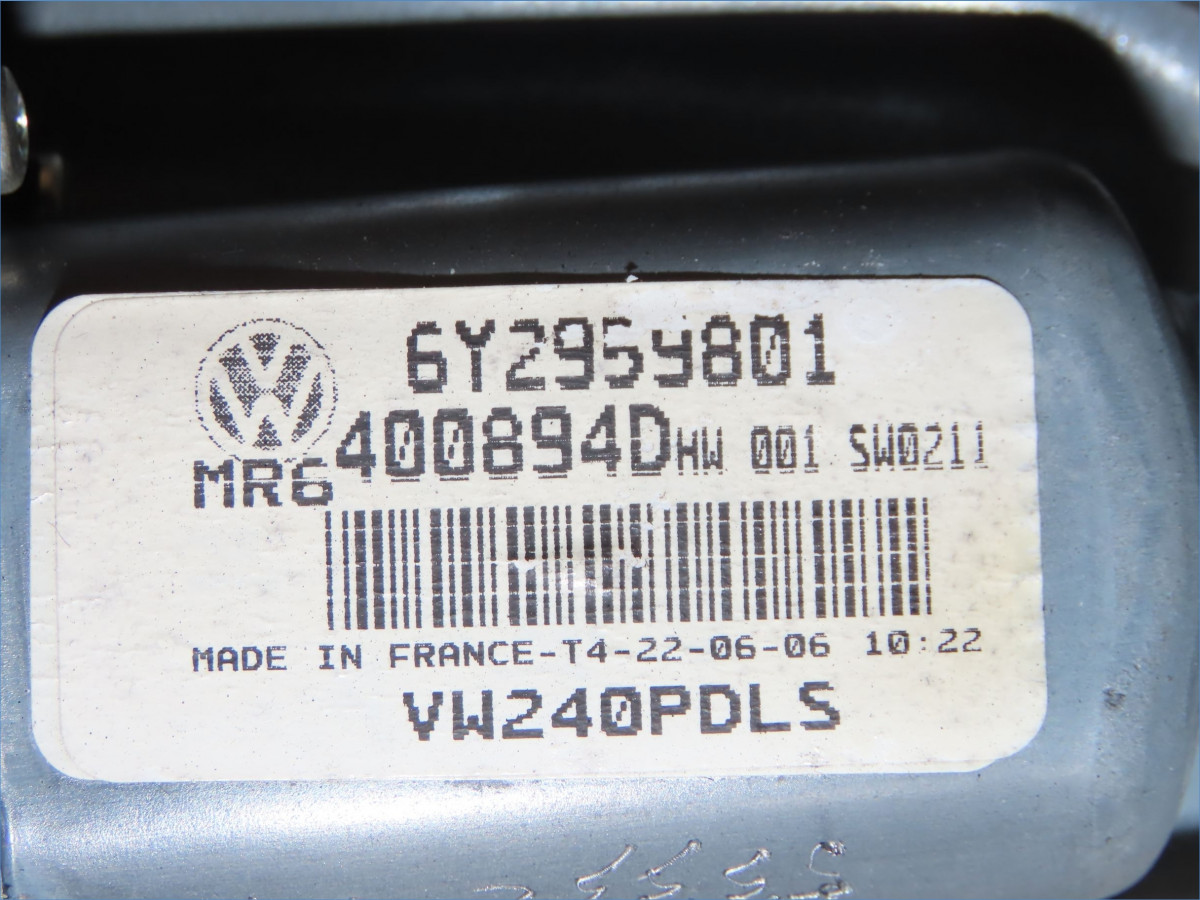 6Y2959801
400894D HW 001 SW0211
MR6
MADE IN FRANCE-T4-22-06-06 10:22
VW240PDLS